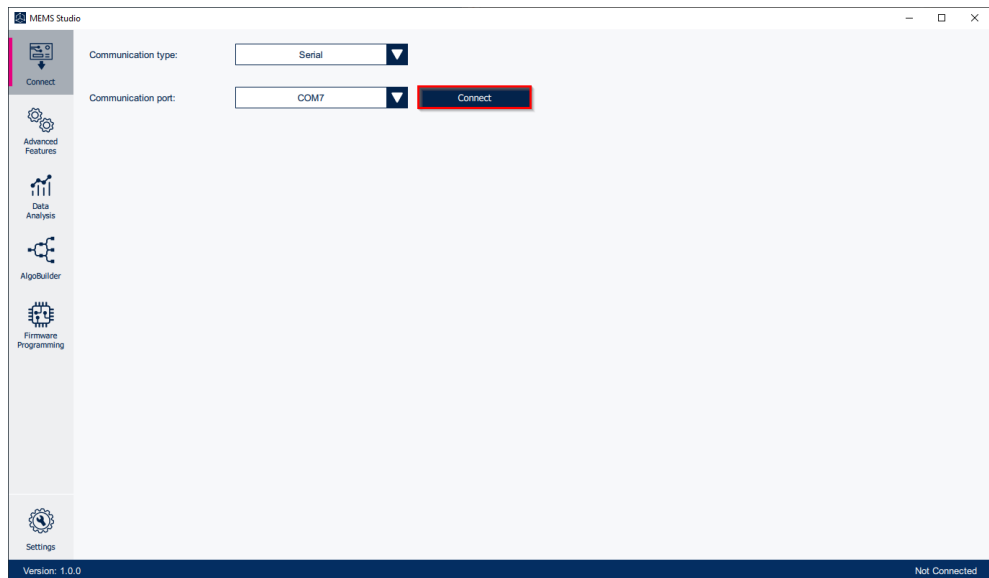 MEMS Studio
Connect
Communication type:
Serial
Communication port:
COM7
Connect
Advanced
Features
Data
Analysis
AlgoBuilder
Firmware
Programming
Settings
Version: 1.0.0
Not Connected